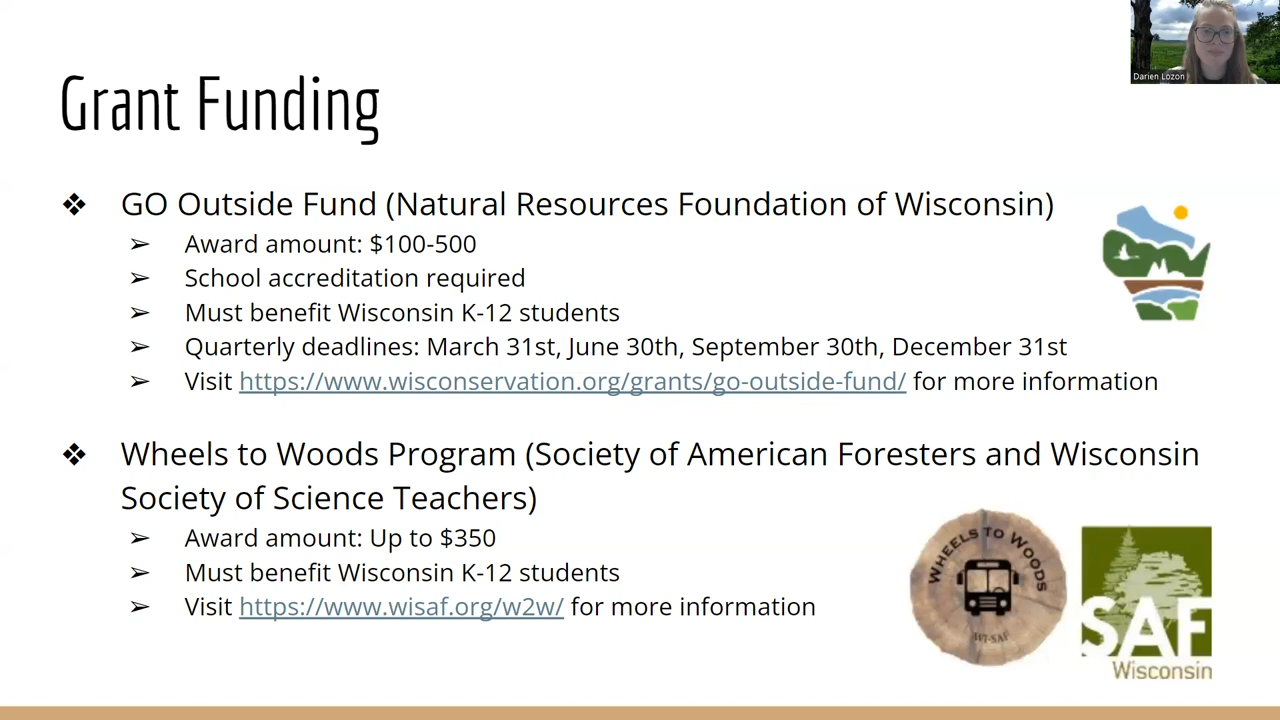 Darien Lozon
Grant Funding
❖ GO Outside Fund (Natural Resources Foundation of Wisconsin)
➢ Award amount: $100-500
➢ School accreditation required
➢ Must benefit Wisconsin K-12 students
➢ Quarterly deadlines: March 31st, June 30th, September 30th, December 31st
➢ Visit https://www.wisconservation.org/grants/go-outside-fund/ for more information
❖ Wheels to Woods Program (Society of American Foresters and Wisconsin
Society of Science Teachers)
➢ Award amount: Up to $350
➢ Must benefit Wisconsin K-12 students
➢ Visit https://www.wisaf.org/w2w/ for more information
WHEELS TO WOODS
WI-SAF
SAF
Wisconsin